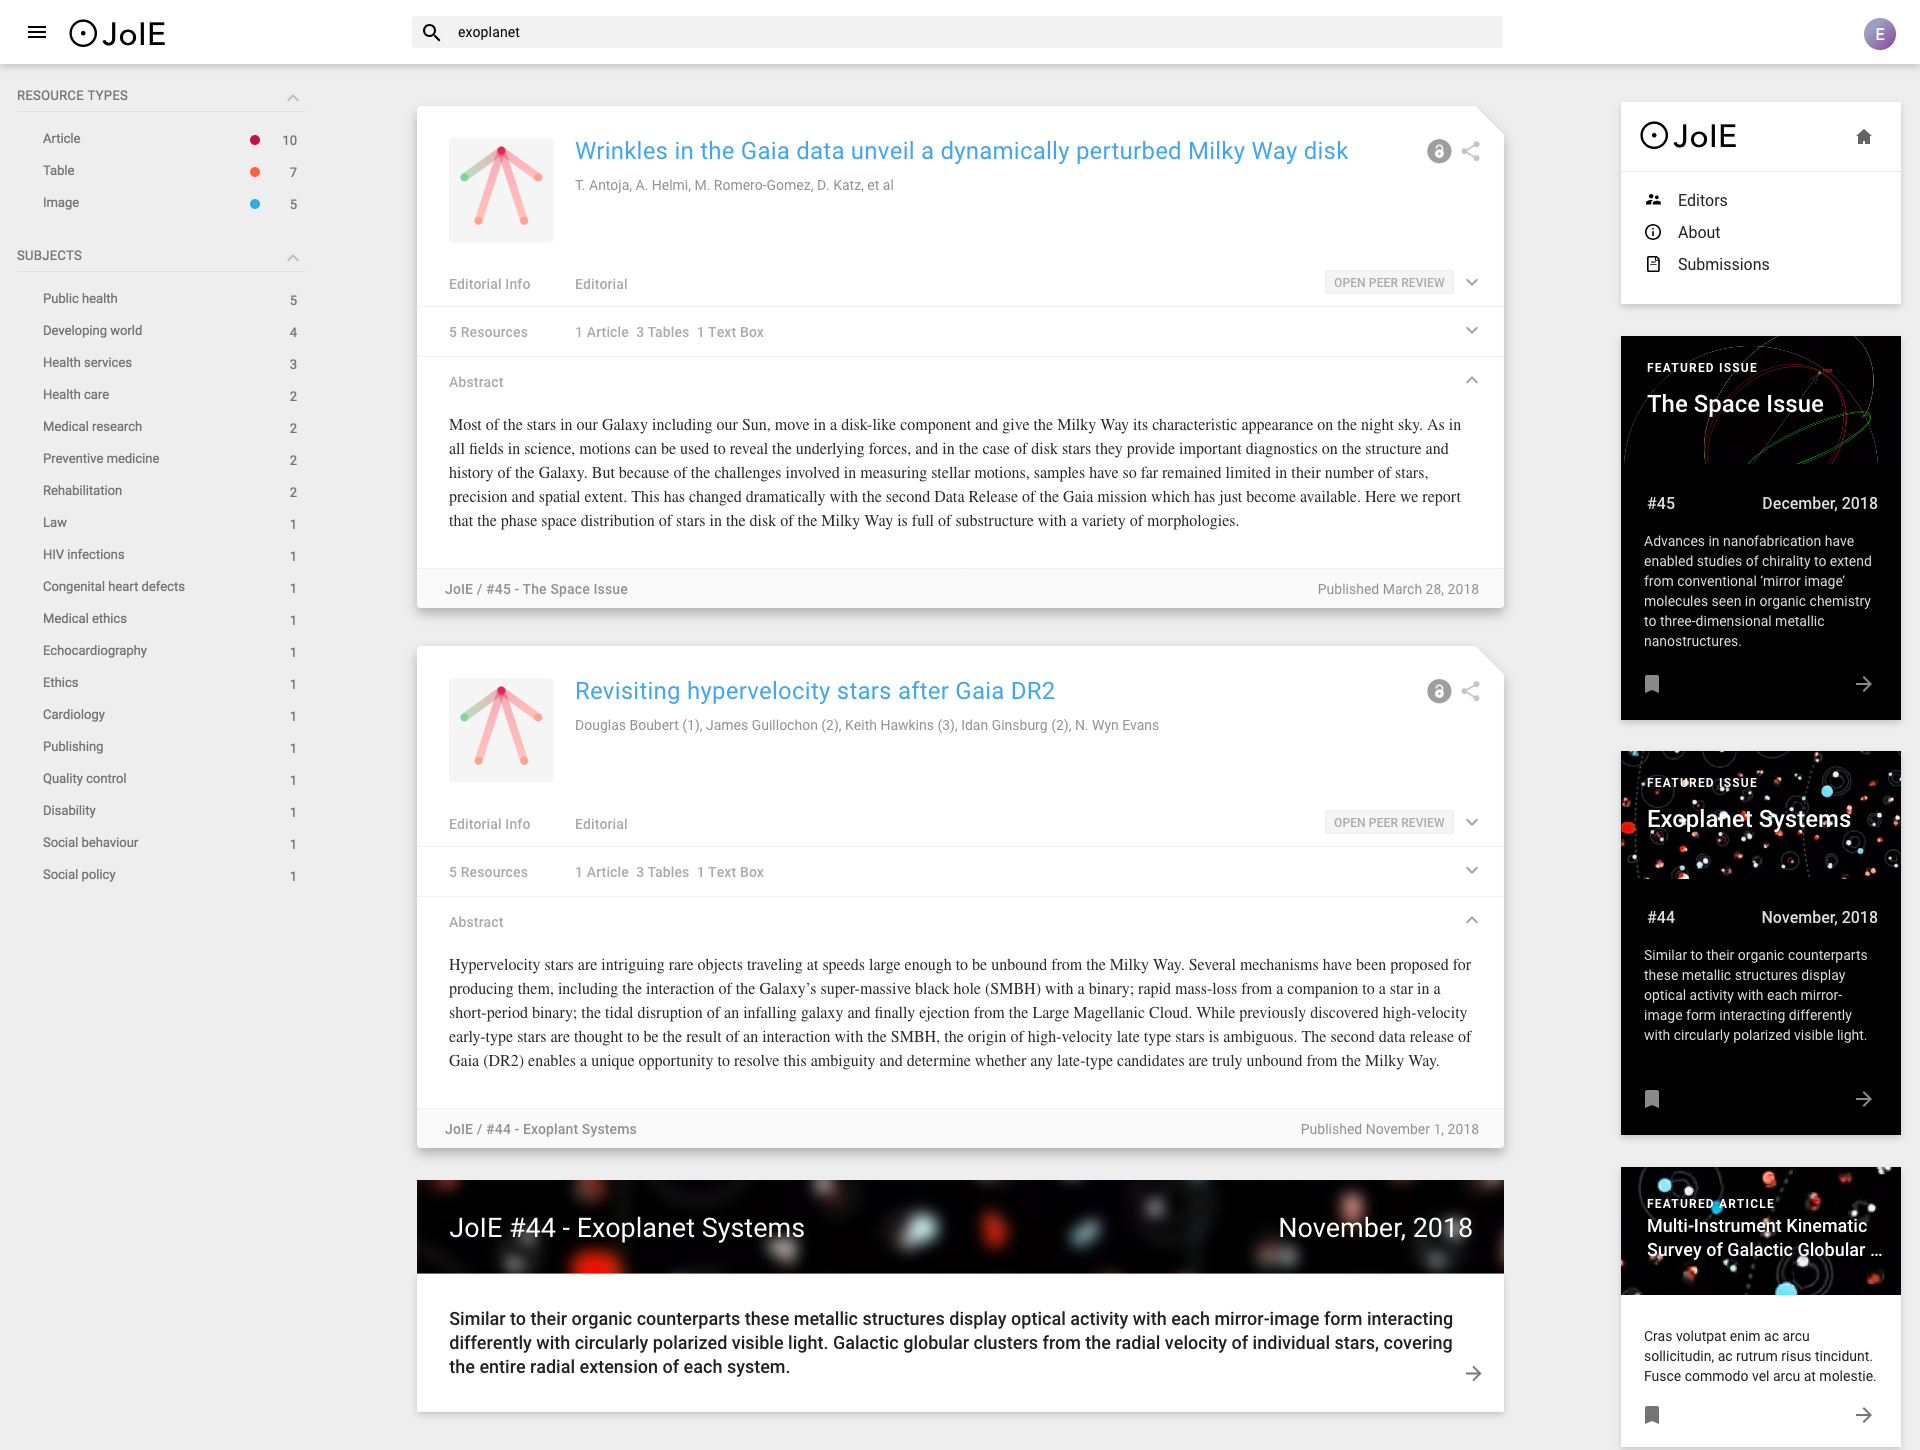 JoIE
exoplanet
E
RESOURCE TYPES
Article 10
Table 7
Image 5
SUBJECTS
Public health 5
Developing world 4
Health services 3
Health care 2
Medical research 2
Preventive medicine 2
Rehabilitation 2
Law 1
HIV infections 1
Congenital heart defects 1
Medical ethics 1
Echocardiography 1
Ethics 1
Cardiology 1
Publishing 1
Quality control 1
Disability 1
Social behaviour 1
Social policy 1
Wrinkles in the Gaia data unveil a dynamically perturbed Milky Way disk
T. Antoja, A. Helmi, M. Romero-Gomez, D. Katz, et al
Editorial Info Editorial OPEN PEER REVIEW
5 Resources 1 Article 3 Tables 1 Text Box
Abstract
Most of the stars in our Galaxy including our Sun, move in a disk-like component and give the Milky Way its characteristic appearance on the night sky. As in
all fields in science, motions can be used to reveal the underlying forces, and in the case of disk stars they provide important diagnostics on the structure and
history of the Galaxy. But because of the challenges involved in measuring stellar motions, samples have so far remained limited in their number of stars,
precision and spatial extent. This has changed dramatically with the second Data Release of the Gaia mission which has just become available. Here we report
that the phase space distribution of stars in the disk of the Milky Way is full of substructure with a variety of morphologies.
JoIE / #45 - The Space Issue Published March 28, 2018
Revisiting hypervelocity stars after Gaia DR2
Douglas Boubert (1), James Guillochon (2), Keith Hawkins (3), Idan Ginsburg (2), N. Wyn Evans
Editorial Info Editorial OPEN PEER REVIEW
5 Resources 1 Article 3 Tables 1 Text Box
Abstract
Hypervelocity stars are intriguing rare objects traveling at speeds large enough to be unbound from the Milky Way. Several mechanisms have been proposed for
producing them, including the interaction of the Galaxy's super-massive black hole (SMBH) with a binary; rapid mass-loss from a companion to a star in a
short-period binary; the tidal disruption of an infalling galaxy and finally ejection from the Large Magellanic Cloud. While previously discovered high-velocity
early-type stars are thought to be the result of an interaction with the SMBH, the origin of high-velocity late type stars is ambiguous. The second data release of
Gaia (DR2) enables a unique opportunity to resolve this ambiguity and determine whether any late-type candidates are truly unbound from the Milky Way.
JoIE / #44 - Exoplant Systems Published November 1, 2018
JoIE #44 - Exoplanet Systems November, 2018
Similar to their organic counterparts these metallic structures display optical activity with each mirror-image form interacting
differently with circularly polarized visible light. Galactic globular clusters from the radial velocity of individual stars, covering
the entire radial extension of each system.
JoIE
Editors
About
Submissions
FEATURED ISSUE
The Space Issue
#45 December, 2018
Advances in nanofabrication have
enabled studies of chirality to extend
from conventional 'mirror image'
molecules seen in organic chemistry
to three-dimensional metallic
nanostructures.
FEATURED ISSUE
Exoplanet Systems
#44 November, 2018
Similar to their organic counterparts
these metallic structures display
optical activity with each mirror-
image form interacting differently
with circularly polarized visible light.
FEATURED ARTICLE
Multi-Instrument Kinematic
Survey of Galactic Globular ...
Cras volutpat enim ac arcu
sollicitudin, ac rutrum risus tincidunt.
Fusce commodo vel arcu at molestie.